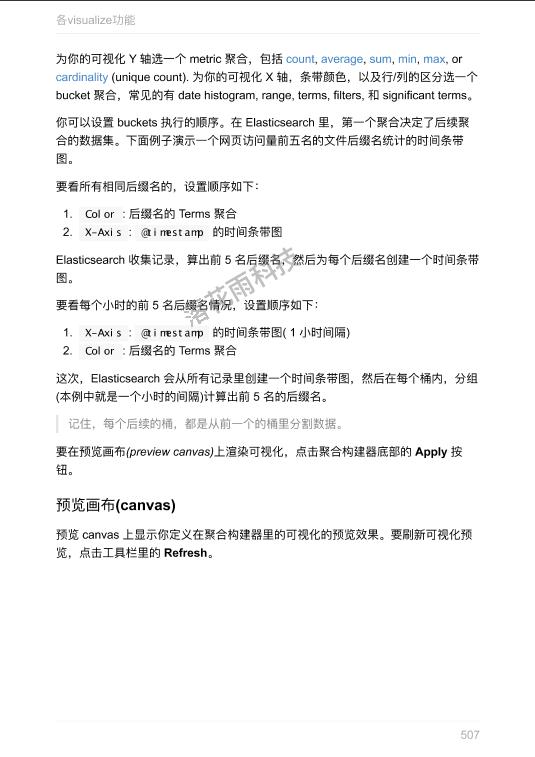 各visualize功能
为你的可视化 Y 轴选一个 metric 聚合，包括 count, average, sum, min, max, or
cardinality (unique count). 为你的可视化 X 轴，条带颜色，以及行/列的区分选一个
bucket 聚合，常见的有 date histogram, range, terms, filters, 和 significant terms。
你可以设置 buckets 执行的顺序。在 Elasticsearch 里，第一个聚合决定了后续聚
合的数据集。下面例子演示一个网页访问量前五名的文件后缀名统计的时间条带
图。
要看所有相同后缀名的，设置顺序如下：
1. Color : 后缀名的 Terms 聚合
2. X-Axis : @timestamp 的时间条带图
Elasticsearch 收集记录，算出前 5 名后缀名，然后为每个后缀名创建一个时间条带
图。
要看每个小时的前 5 名后缀名情况，设置顺序如下：
1. X-Axis : @timestamp 的时间条带图( 1 小时间隔)
2. Color : 后缀名的 Terms 聚合
这次，Elasticsearch 会从所有记录里创建一个时间条带图，然后在每个桶内，分组
(本例中就是一个小时的间隔)计算出前 5 名的后缀名。
记住，每个后续的桶，都是从前一个的桶里分割数据。
要在预览画布(preview canvas)上渲染可视化，点击聚合构建器底部的 Apply 按
钮。
预览画布(canvas)
预览 canvas 上显示你定义在聚合构建器里的可视化的预览效果。要刷新可视化预
览，点击工具栏里的 Refresh。
落花雨科技
507